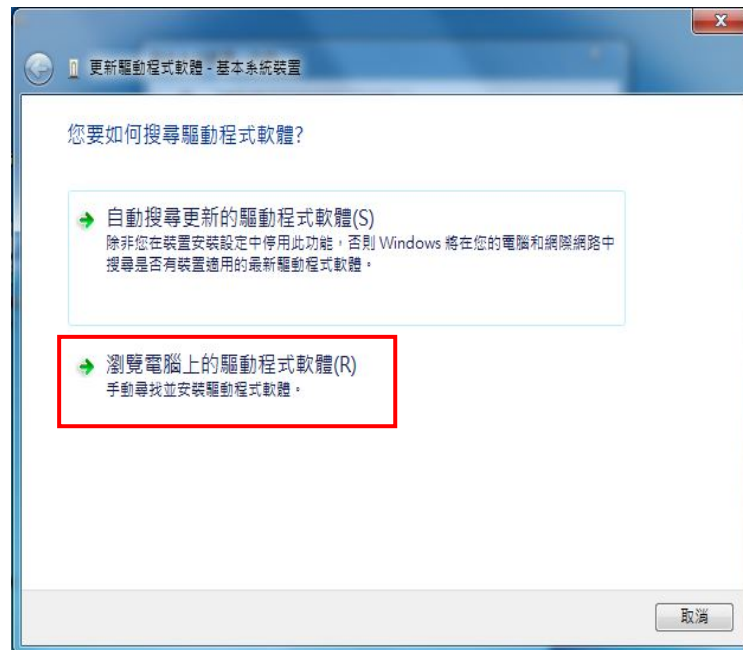 更新驅動程式軟體 - 基本系統裝置
您要如何搜尋驅動程式軟體?
自動搜尋更新的驅動程式軟體(S)
除非您在裝置安裝設定中停用此功能，否則 Windows 將在您的電腦和網際網路中
搜尋是否有裝置適用的最新驅動程式軟體。
瀏覽電腦上的驅動程式軟體(R)
手動尋找並安裝驅動程式軟體。
取消